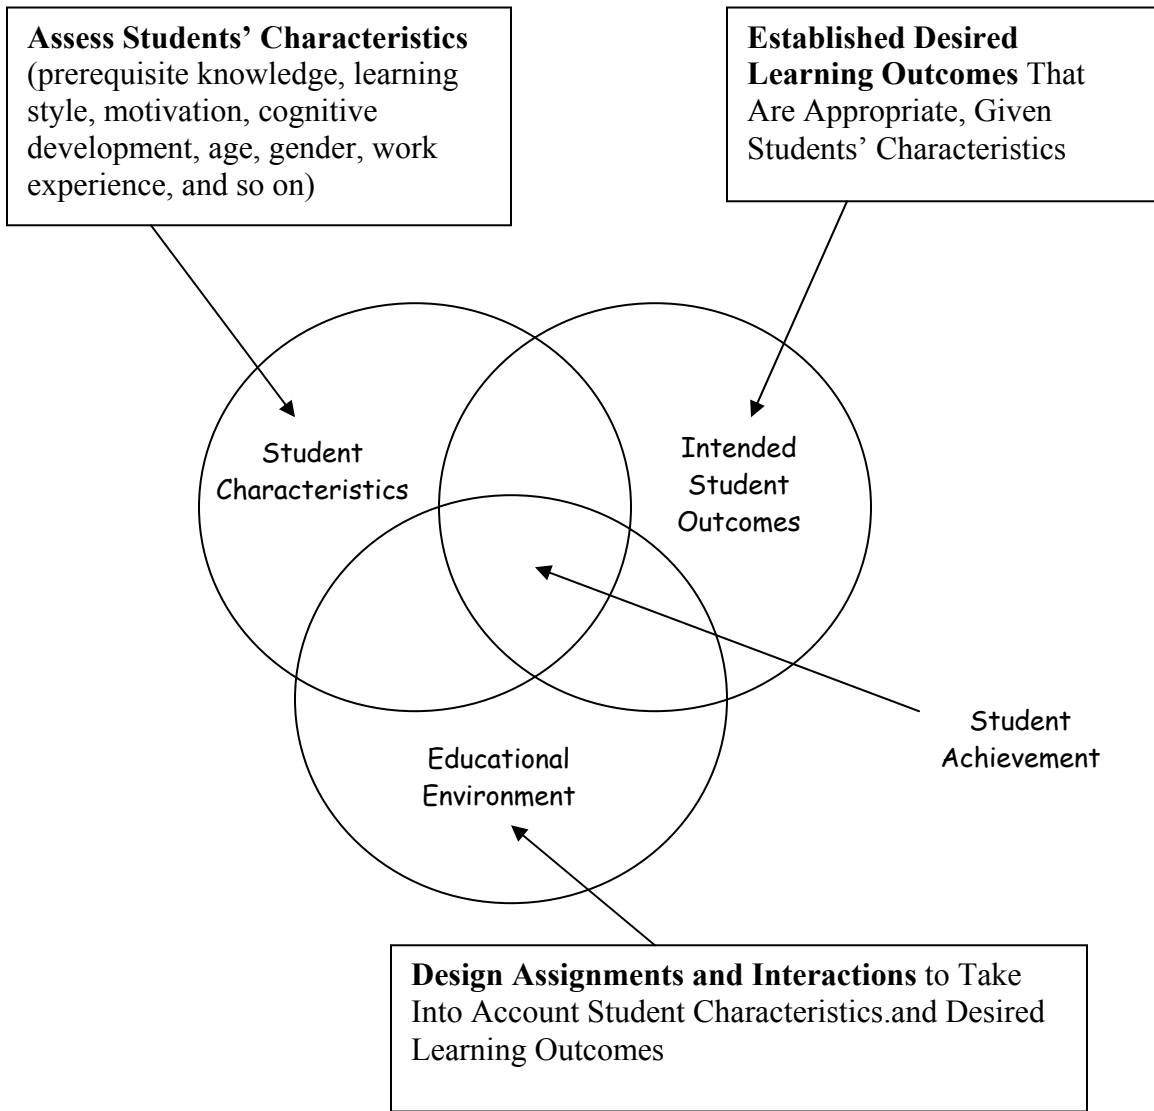 Assess Students’ Characteristics
(prerequisite knowledge, learning
style, motivation, cognitive
development, age, gender, work
experience, and so on)
Established Desired
Learning Outcomes That
Are Appropriate, Given
Students’ Characteristics
Student
Characteristics
Intended
Student
Outcomes
Student
Achievement
Educational
Environment
Design Assignments and Interactions to Take
Into Account Student Characteristics.and Desired
Learning Outcomes